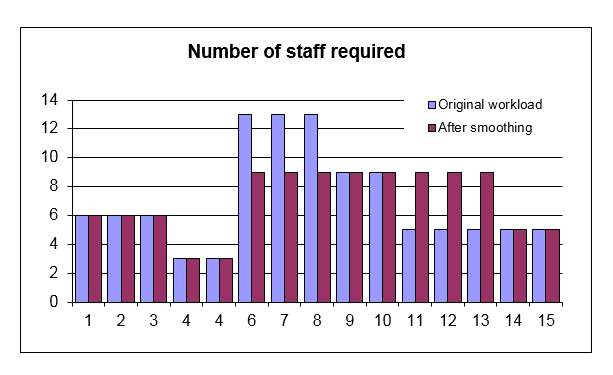 Number of staff required
Original workload
After smoothing
14
12
10
8
6
4
2
0
1 2 3 4 4 6 7 8 9 10 11 12 13 14 15